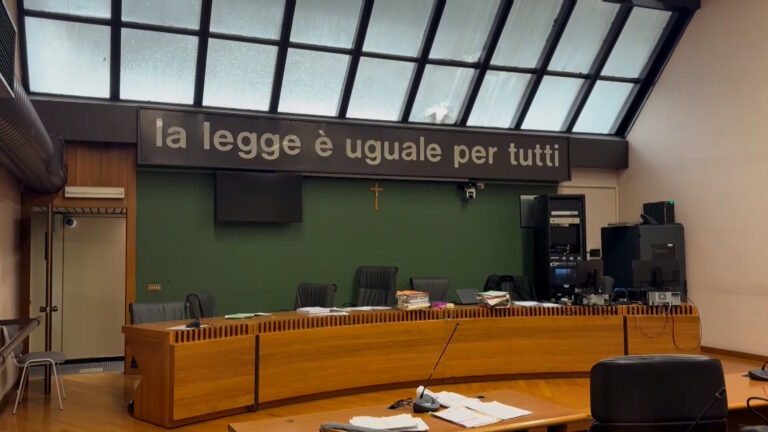 la legge è uguale per tutti